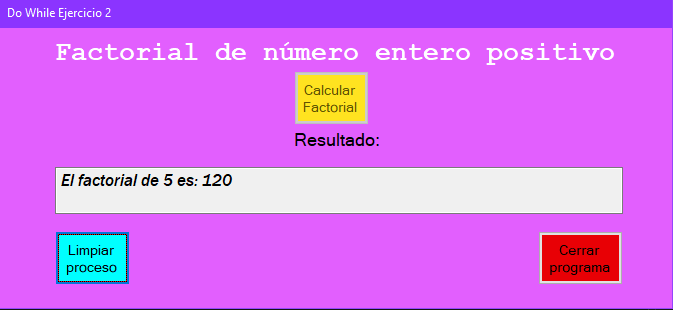 Do While Ejercicio 2
Factorial de número entero positivo
Calcular
Factorial
Resultado:
El factorial de 5 es: 120
Limpiar
proceso
Cerrar
programa